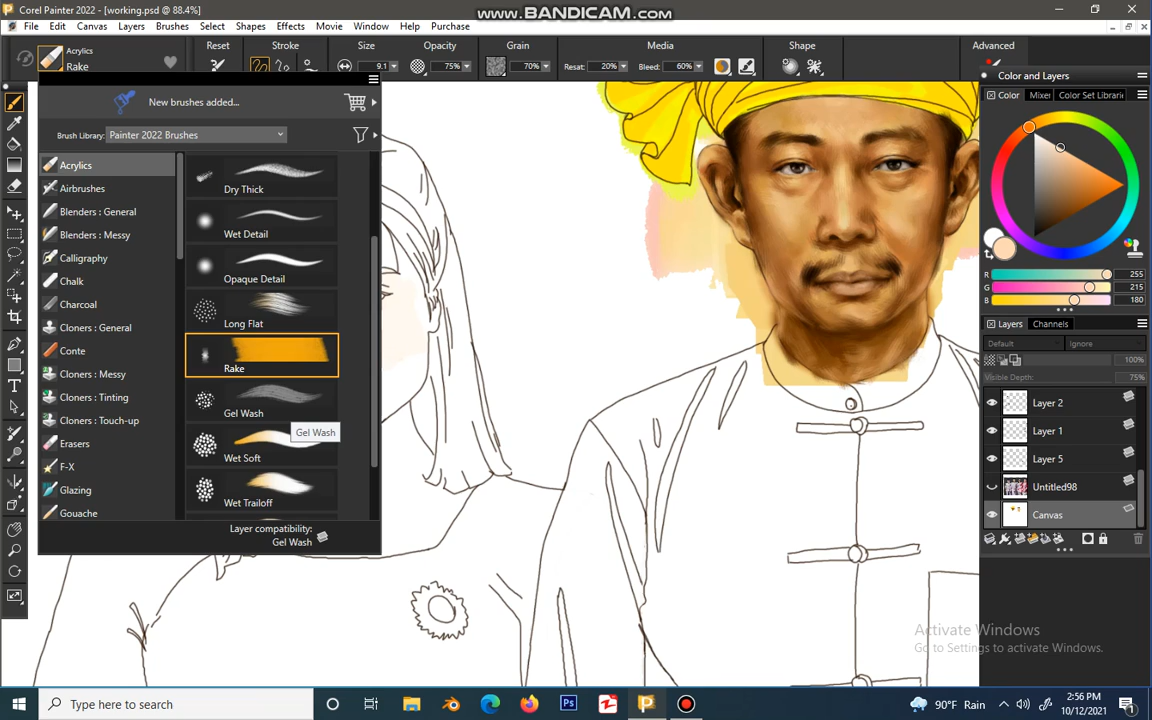 Corel Painter 2022 - [working.psd @ 88.4%]
www.BANDICAM.com
File Edit Canvas Layers Brushes Select Shapes Effects Movie Window Help Purchase
Acrylics
Rake
Reset
Stroke
Size
9.1
Opacity
75%
Grain
70%
Media
Resat: 20% Bleed: 60%
Shape
Advanced
New brushes added...
Brush Library: Painter 2022 Brushes
Acrylics
Airbrushes
Blenders : General
Blenders : Messy
Calligraphy
Chalk
Charcoal
Cloners : General
Conte
Cloners : Messy
Cloners : Tinting
Cloners : Touch-up
Erasers
F-X
Glazing
Gouache
Dry Thick
Wet Detail
Opaque Detail
Long Flat
Rake
Gel Wash
Gel Wash
Wet Soft
Wet Trailoff
Layer compatibility:
Gel Wash
Color and Layers
Color Mixer Color Set Librari
R 255
G 215
B 180
Layers Channels
Default Ignore
100%
Visible Depth: 75%
Layer 2
Layer 1
Layer 5
Untitled98
Canvas
Activate Windows
Go to Settings to activate Windows.
Type here to search
90°F Rain
2:56 PM
10/12/2021
1